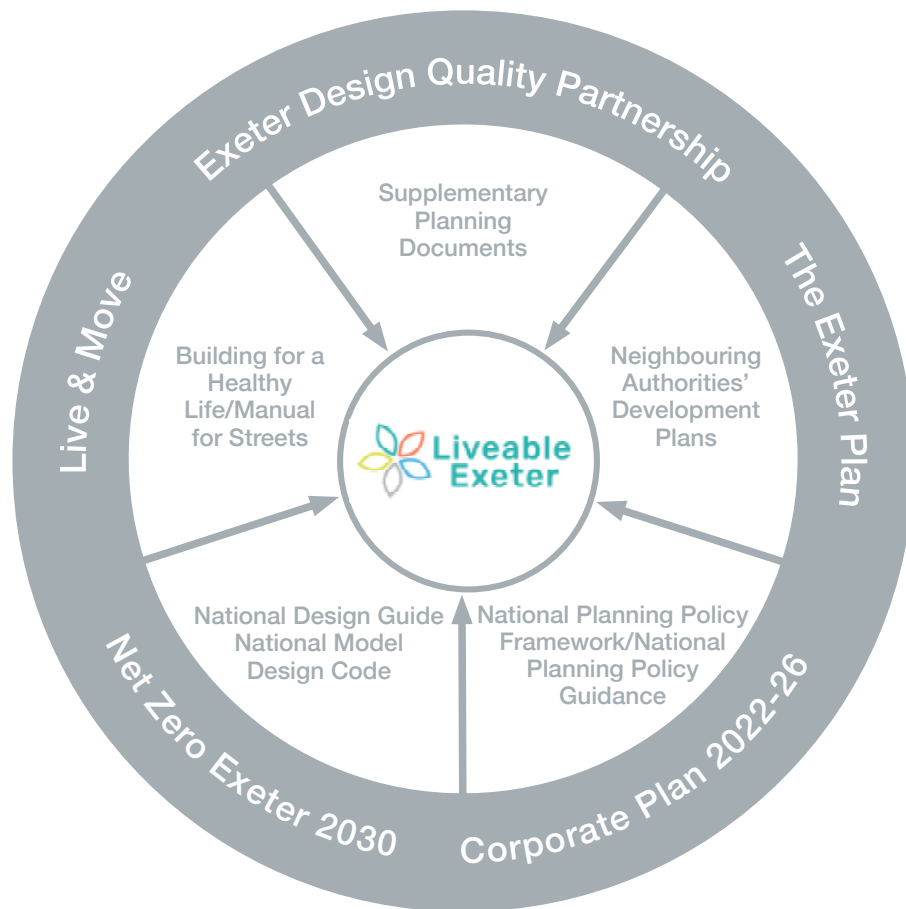 Exeter Design Quality Partnership
The Exeter Plan
Corporate Plan 2022-26
Net Zero Exeter 2030
Live & Move
Supplementary
Planning
Documents
Neighbouring
Authorities’
Development
Plans
National Planning Policy
Framework/National
Planning Policy
Guidance
National Design Guide
National Model
Design Code
Building for a
Healthy
Life/Manual
for Streets
Liveable
Exeter